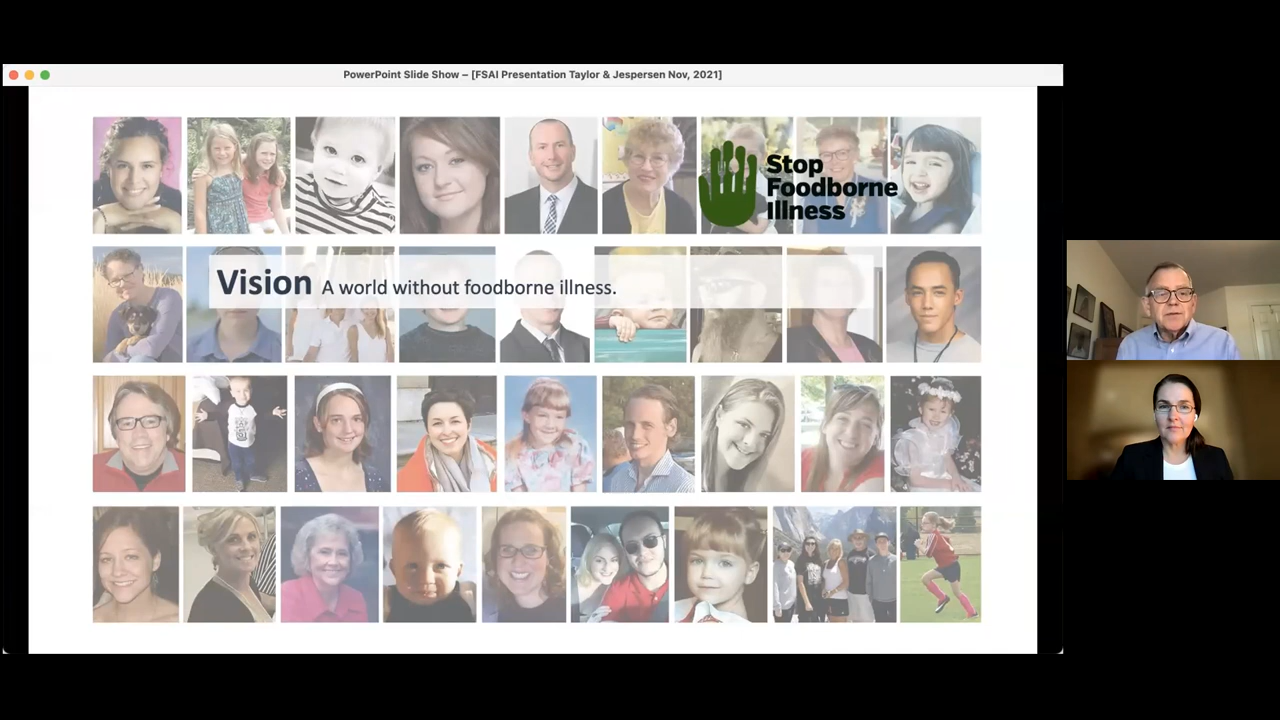 PowerPoint Slide Show – [FSAI Presentation Taylor & Jespersen Nov, 2021]
Stop
Foodborne
Illness
Vision A world without foodborne illness.